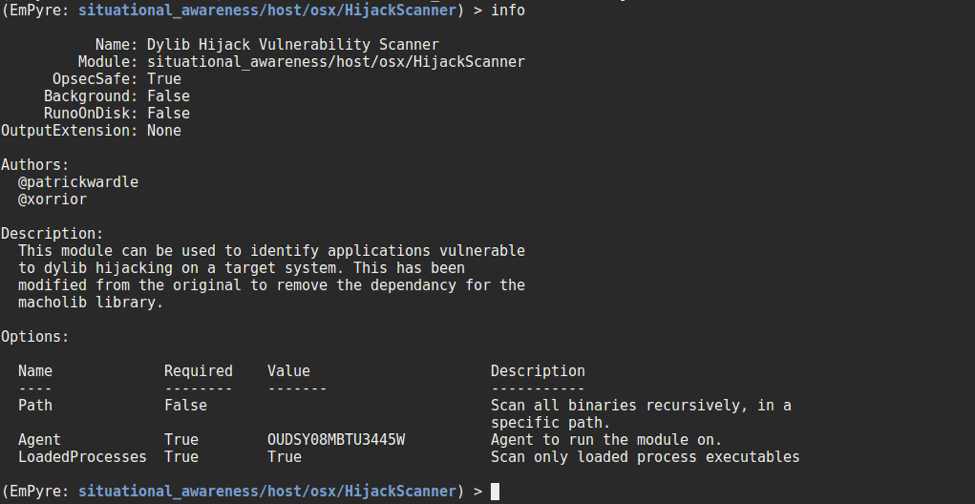 (EmPyre: situational_awareness/host/osx/HijackScanner) > info
Name: Dylib Hijack Vulnerability Scanner
Module: situational_awareness/host/osx/HijackScanner
OpsecSafe: True
Background: False
RunoOnDisk: False
OutputExtension: None
Authors:
@patrickwardle
@xorrior
Description:
This module can be used to identify applications vulnerable
to dylib hijacking on a target system. This has been
modified from the original to remove the dependancy for the
macholib library.
Options:
Name Required Value Description
---- -------- ------- -----------
Path False Scan all binaries recursively, in a
specific path.
Agent True OUDSY08MBTU3445W Agent to run the module on.
LoadedProcesses True True Scan only loaded process executables
(EmPyre: situational_awareness/host/osx/HijackScanner) >